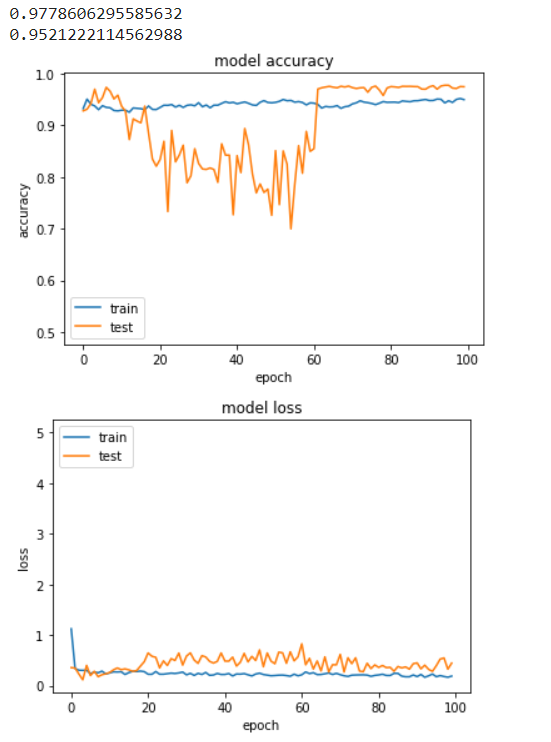 0.9778606295585632
0.9521222114562988
model accuracy
1.0
0.9
0.8
0.7
0.6
0.5
accuracy
train
test
0 20 40 60 80 100
epoch
model loss
5
4
3
2
1
0
loss
train
test
0 20 40 60 80 100
epoch